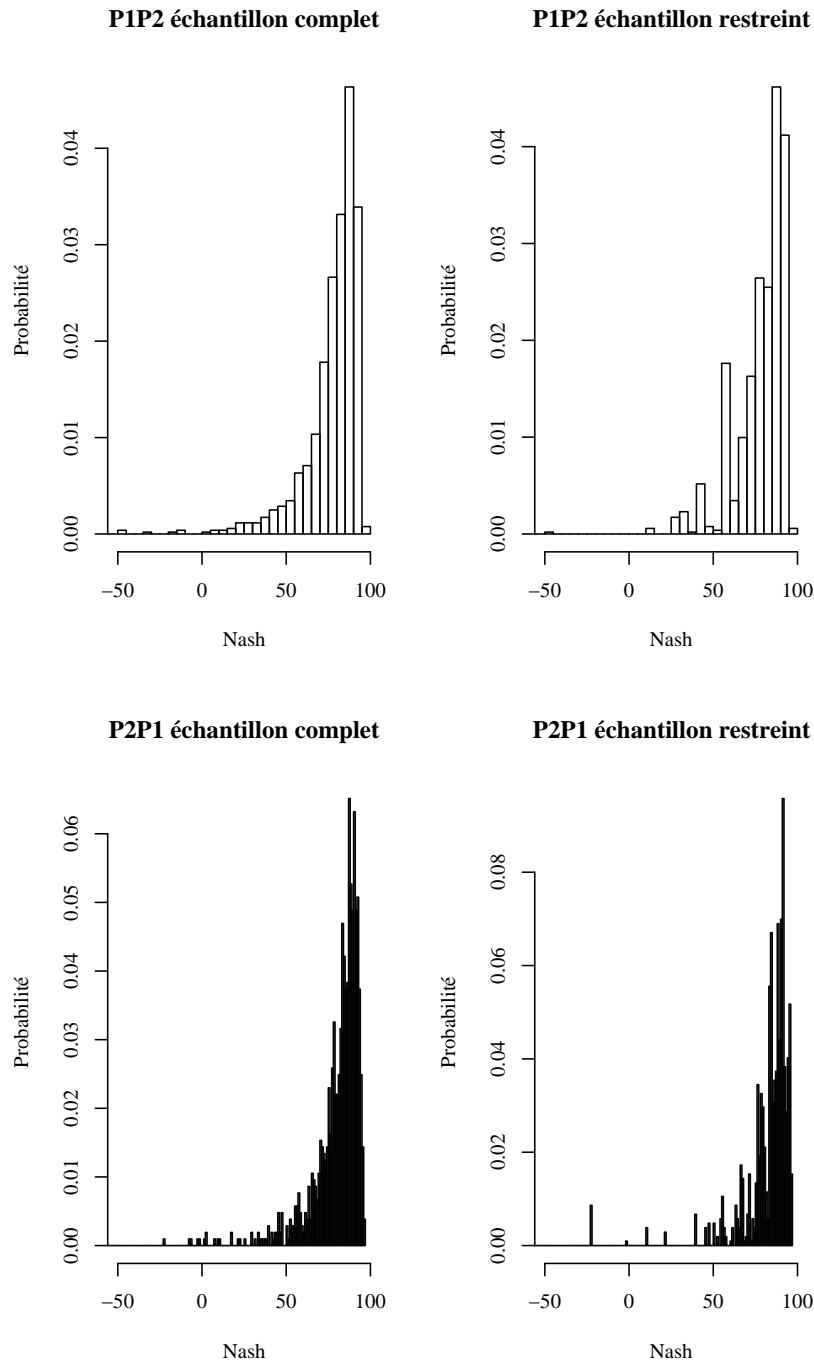 P1P2 échantillon complet
Probabilité
0.04
0.03
0.02
0.01
0.00
−50 0 50 100
Nash
P1P2 échantillon restreint
Probabilité
0.04
0.03
0.02
0.01
0.00
−50 0 50 100
Nash
P2P1 échantillon complet
Probabilité
0.06
0.05
0.04
0.03
0.02
0.01
0.00
−50 0 50 100
Nash
P2P1 échantillon restreint
Probabilité
0.08
0.06
0.04
0.02
0.00
−50 0 50 100
Nash